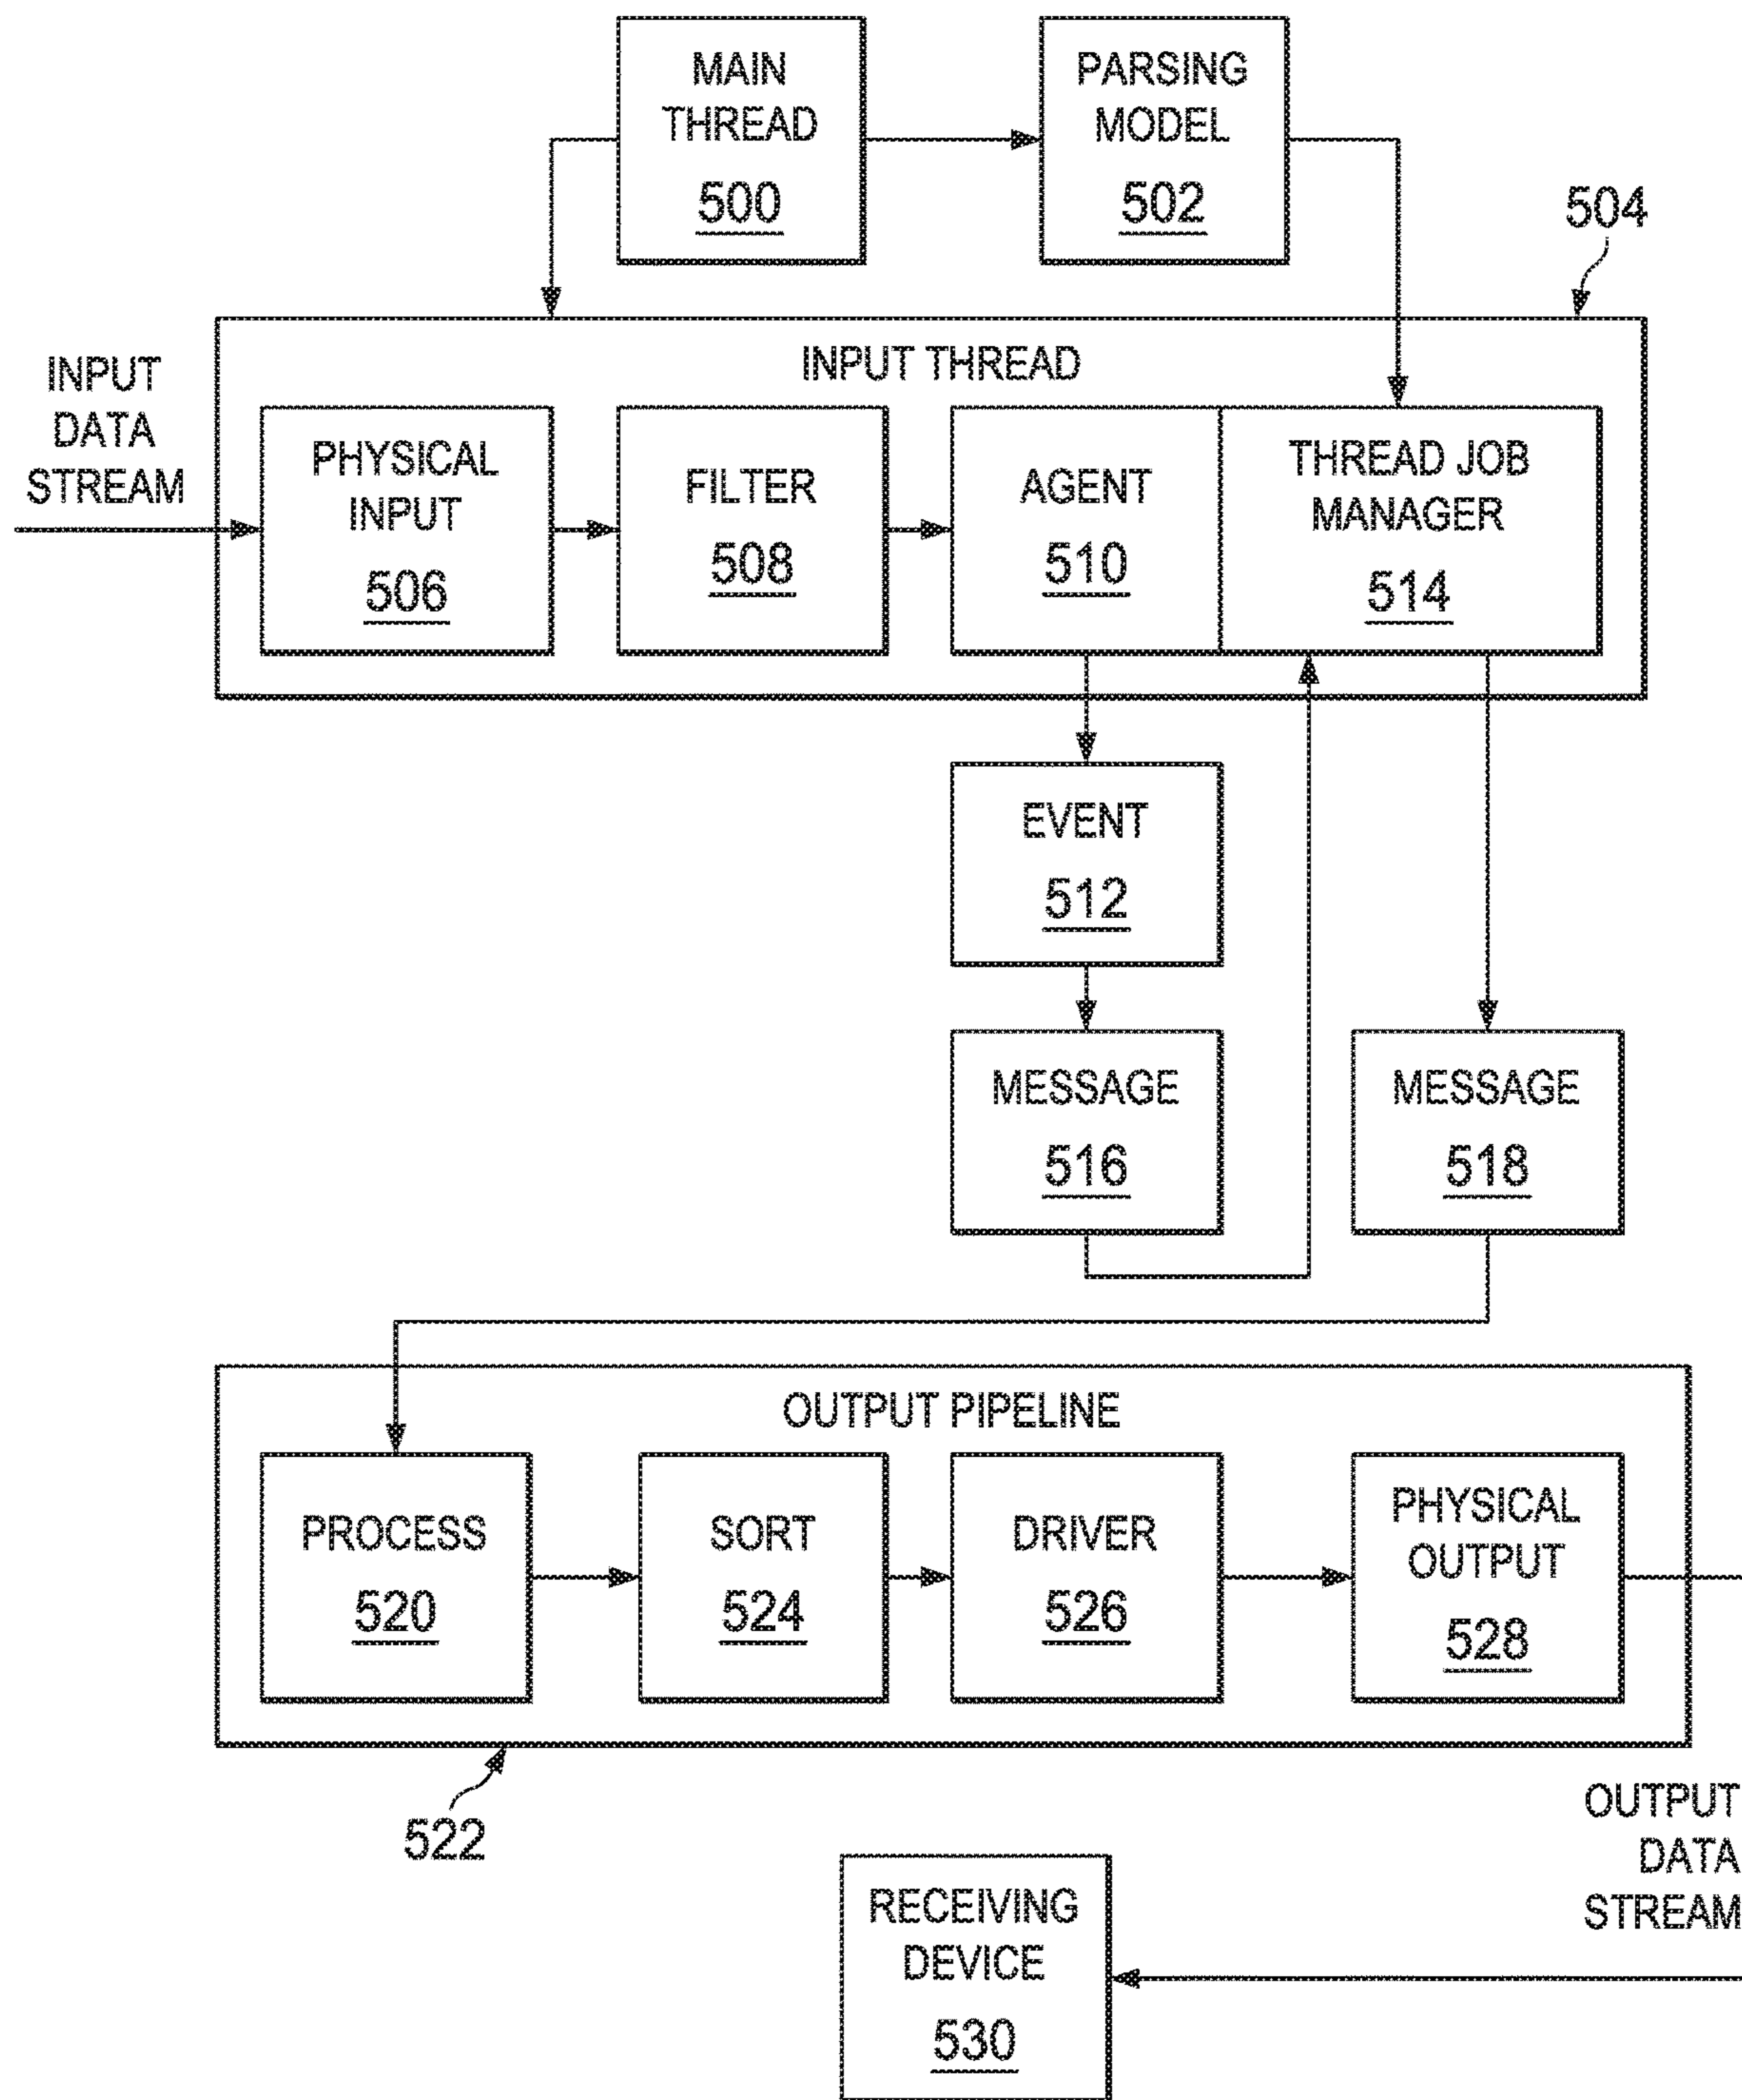 MAIN
THREAD
500
PARSING
MODEL
502
504
INPUT THREAD
INPUT
DATA
STREAM
PHYSICAL
INPUT
506
FILTER
508
AGENT
510
THREAD JOB
MANAGER
514
EVENT
512
MESSAGE
516
MESSAGE
518
OUTPUT PIPELINE
PROCESS
520
SORT
524
DRIVER
526
PHYSICAL
OUTPUT
528
522
OUTPUT
DATA
STREAM
RECEIVING
DEVICE
530